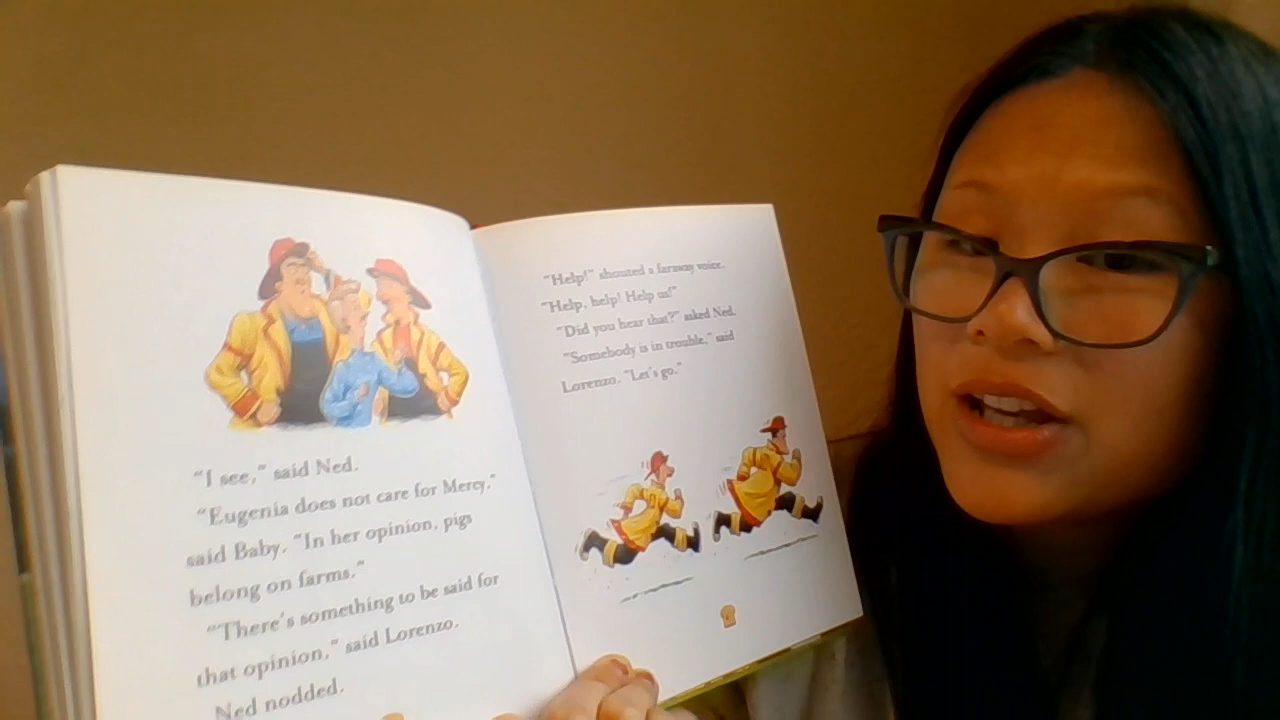 "I see," said Ned.
"Eugenia does not care for Mercy,"
said Baby. "In her opinion, pigs
belong on farms."
"There's something to be said for
that opinion," said Lorenzo.
Ned nodded.
"Help!" shouted a faraway voice.
"Help, help! Help us!"
"Did you hear that?" asked Ned.
"Somebody is in trouble," said
Lorenzo. "Let's go."